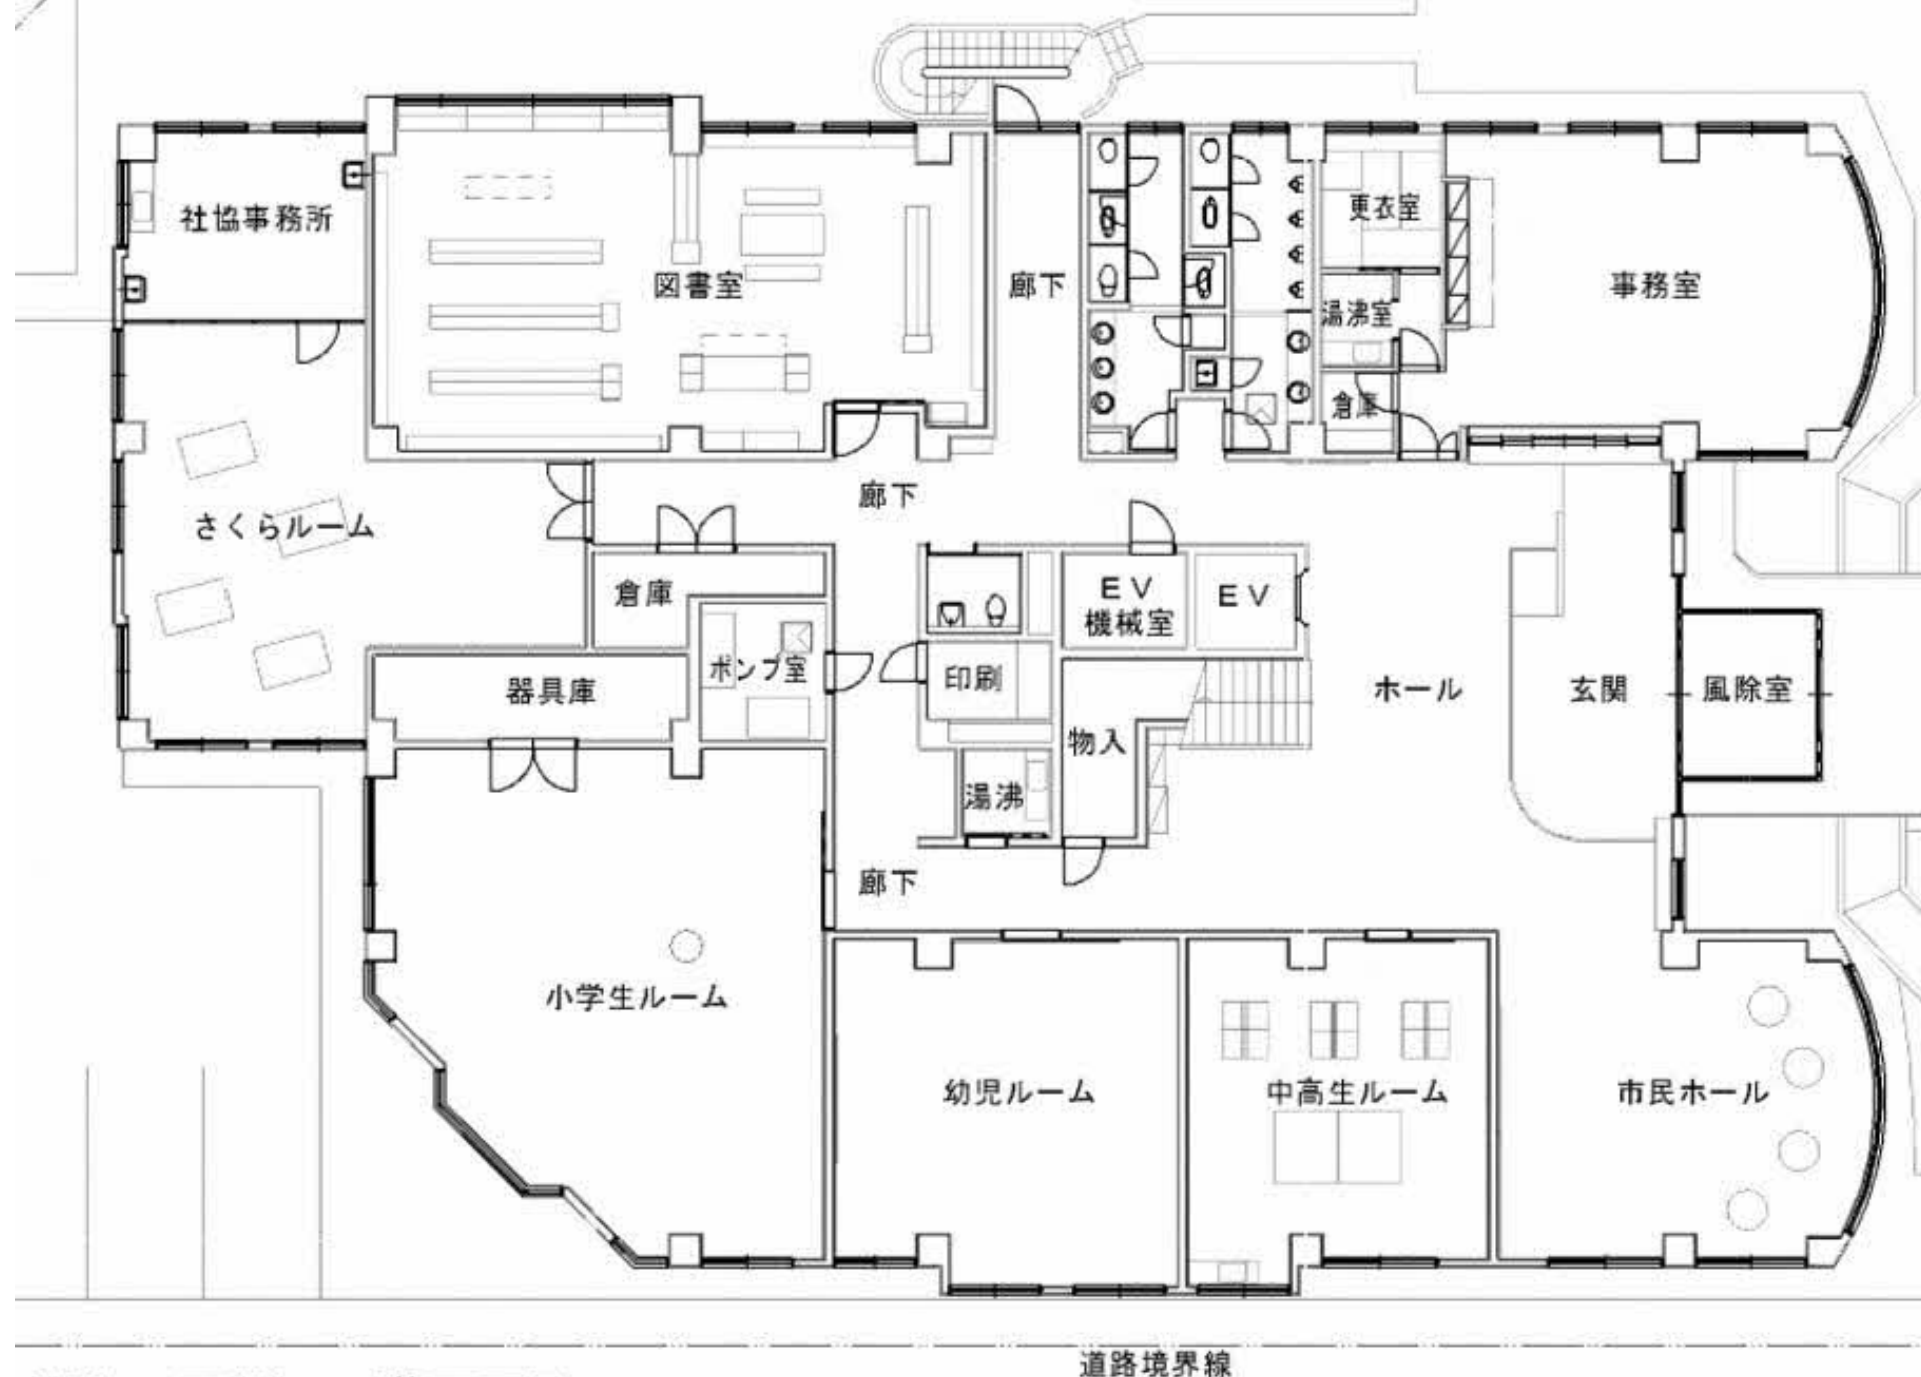 社協事務所
図書室
廊下
更衣室
湯沸室
倉庫
事務室
廊下
さくらルーム
倉庫
ポンプ室
器具庫
印刷
EV
機械室
EV
ホール
玄関
風除室
物入
湯沸
廊下
小学生ルーム
幼児ルーム
中高生ルーム
市民ホール
道路境界線